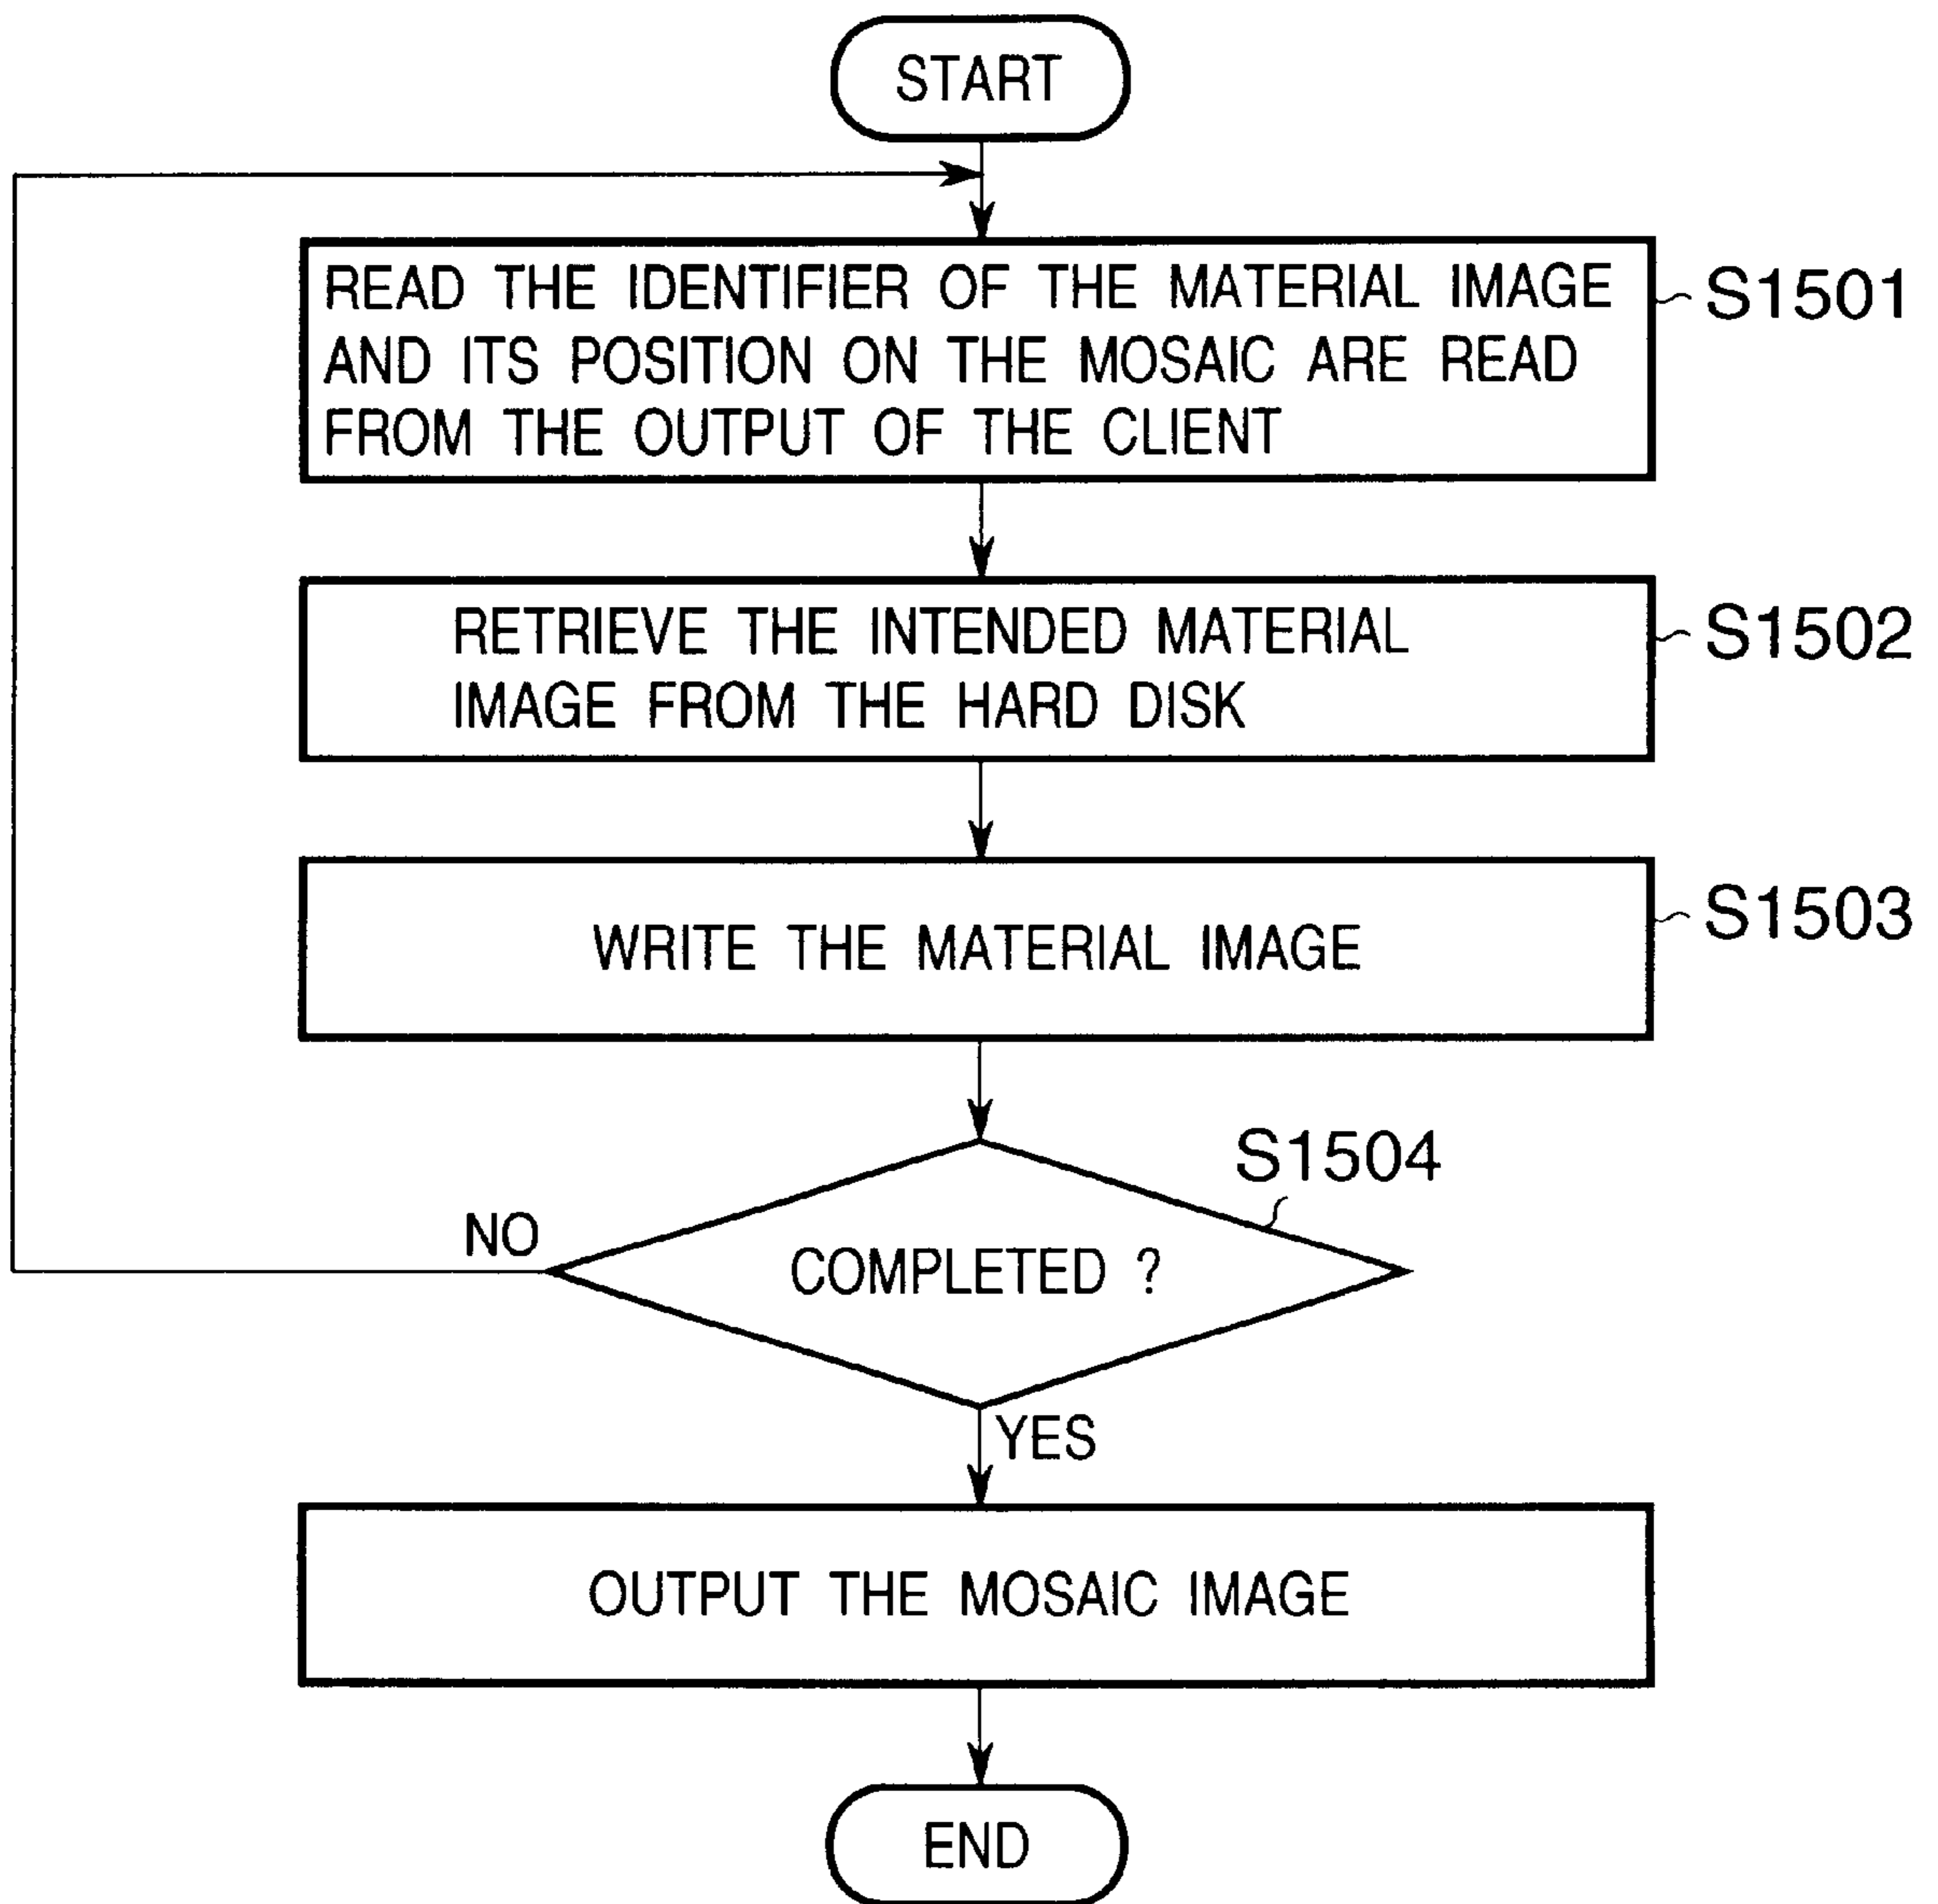 START
READ THE IDENTIFIER OF THE MATERIAL IMAGE
AND ITS POSITION ON THE MOSAIC ARE READ
FROM THE OUTPUT OF THE CLIENT
S1501
RETRIEVE THE INTENDED MATERIAL
IMAGE FROM THE HARD DISK
S1502
WRITE THE MATERIAL IMAGE
S1503
S1504
NO
COMPLETED ?
YES
OUTPUT THE MOSAIC IMAGE
END